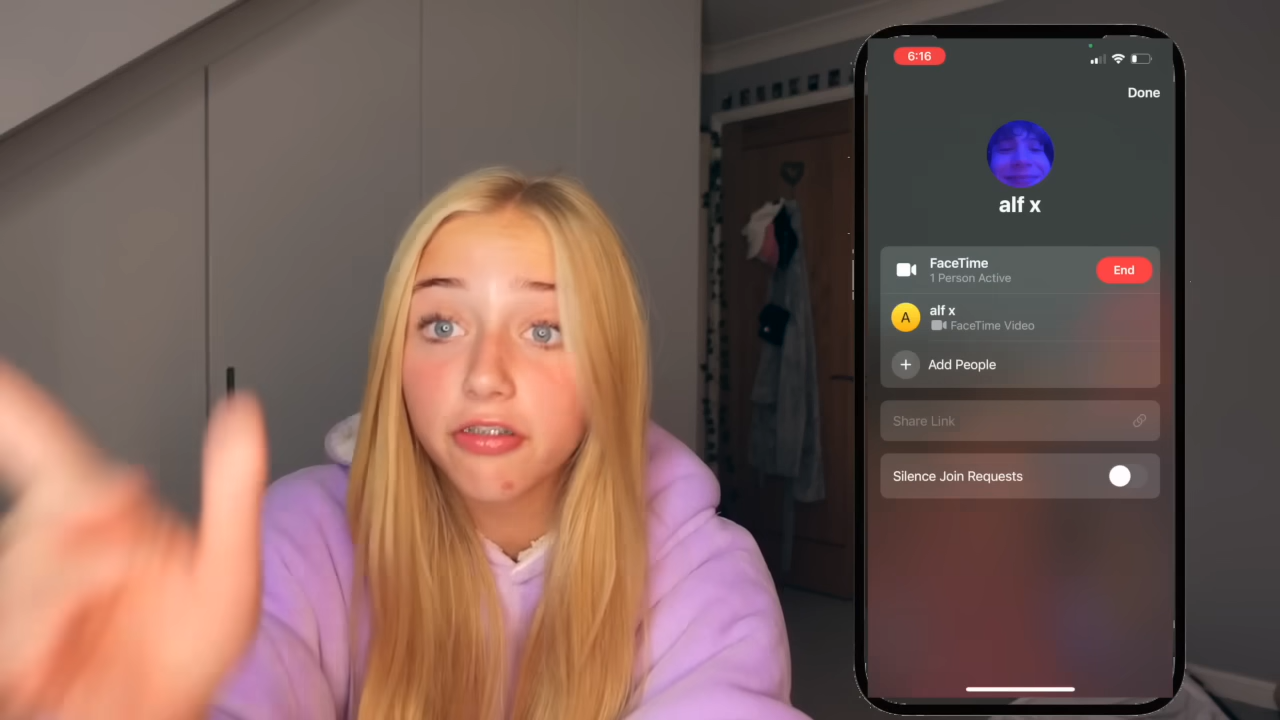 6:16
Done
alf x
FaceTime
1 Person Active
End
A
alf x
FaceTime Video
Add People
Share Link
Silence Join Requests